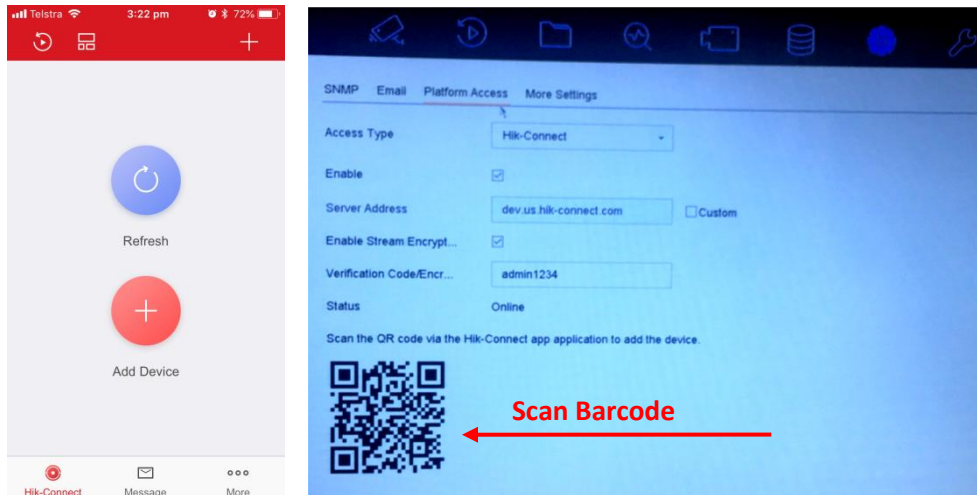 Telstra 3:22 pm 72%
Refresh
Add Device
Hik-Connect Message More
SNMP Email Platform Access More Settings
Access Type Hik-Connect
Enable
Server Address dev.us.hik-connect.com Custom
Enable Stream Encrypt...
Verification Code/Encr... admin1234
Status Online
Scan the QR code via the Hik-Connect app application to add the device.
Scan Barcode